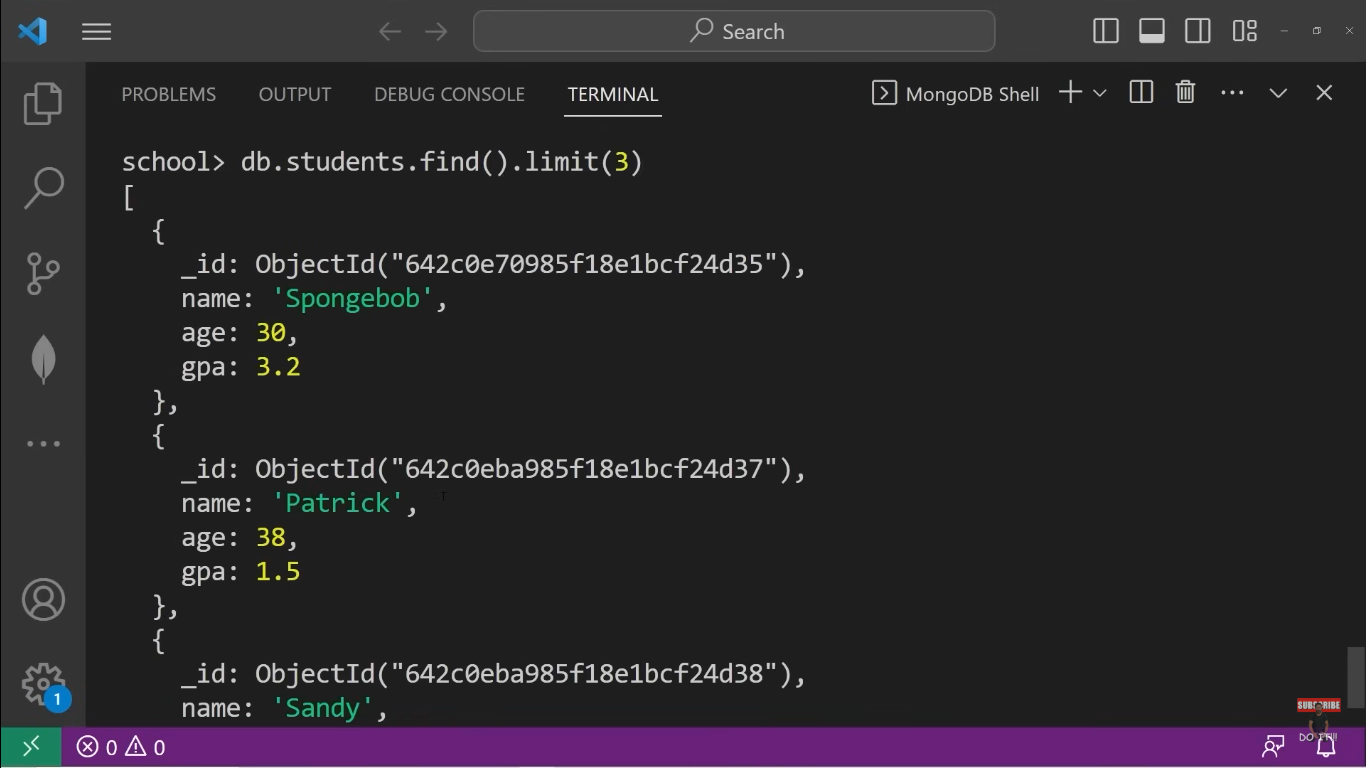 Search
PROBLEMS OUTPUT DEBUG CONSOLE TERMINAL MongoDB Shell
school> db.students.find().limit(3)
[
{
_id: ObjectId("642c0e70985f18e1bcf24d35"),
name: 'Spongebob',
age: 30,
gpa: 3.2
},
{
_id: ObjectId("642c0eba985f18e1bcf24d37"),
name: 'Patrick',
age: 38,
gpa: 1.5
},
{
_id: ObjectId("642c0eba985f18e1bcf24d38"),
name: 'Sandy',
1
SUBSCRIBE
0 0